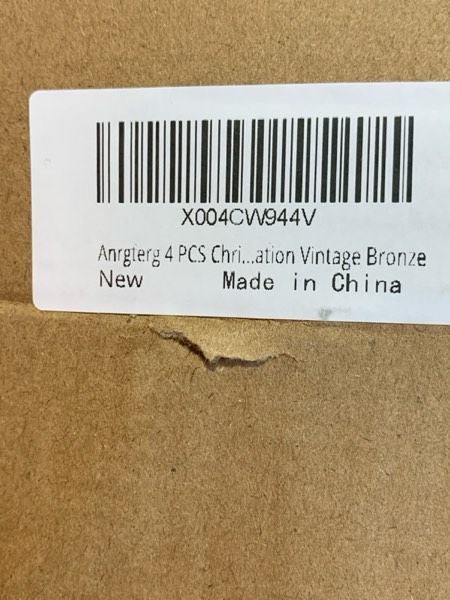 X004CW944V
Anrgterg 4 PCS Chri...ation Vintage Bronze
New Made in China